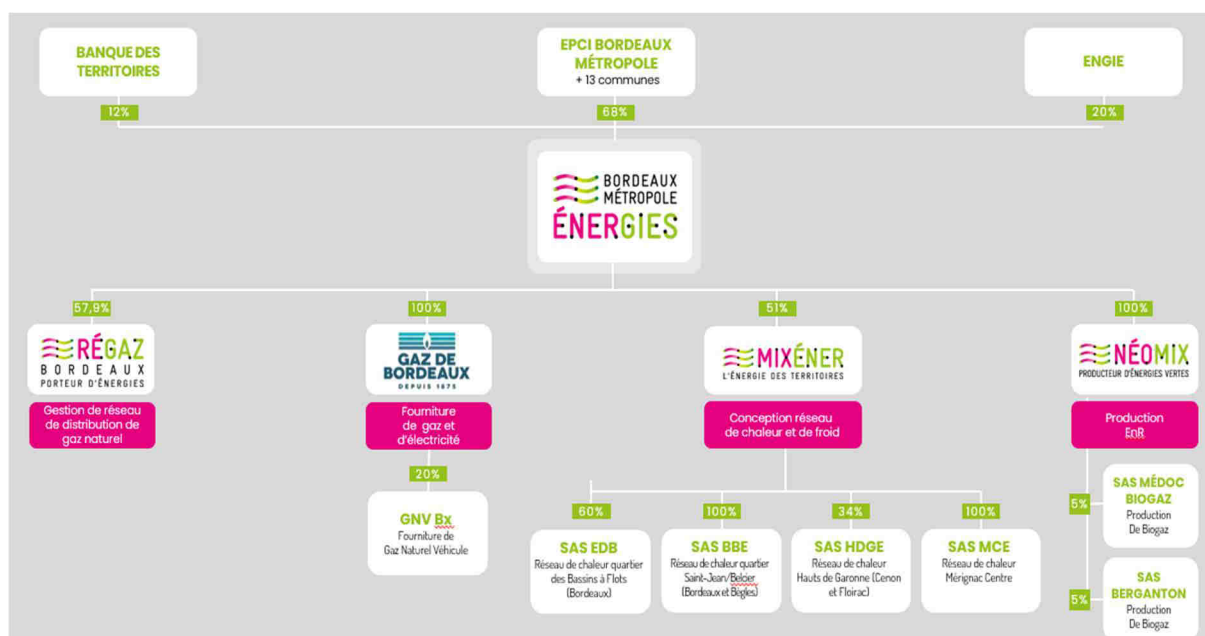 BANQUE DES
TERRITOIRES
EPCI BORDEAUX
MÉTROPOLE
+ 13 communes
ENGIE
12%
68%
20%
BORDEAUX
MÉTROPOLE
ÉNERGIES
57,9%
100%
51%
100%
RÉGAZ
BORDEAUX
PORTEUR D'ÉNERGIES
GAZ DE
BORDEAUX
DEPUIS 1875
MIXÉNER
L'ÉNERGIE DES TERRITOIRES
NÉOMIX
PRODUCTEUR D'ÉNERGIES VERTES
Gestion de réseau
de distribution de
gaz naturel
Fourniture
de gaz et
d'électricité
Conception réseau
de chaleur et de froid
Production
EnR
20%
GNV Bx
Fourniture de
Gaz Naturel Véhicule
60%
100%
34%
100%
SAS EDB
Réseau de chaleur quartier
des Bassins à Flots
(Bordeaux)
SAS BBE
Réseau de chaleur quartier
Saint-Jean/Belcier
(Bordeaux et Bègles)
SAS HDGE
Réseau de chaleur
Hauts de Garonne (Cenon
et Floirac)
SAS MCE
Réseau de chaleur
Mérignac Centre
5%
SAS MÉDOC
BIOGAZ
Production
De Biogaz
5%
SAS
BERGANTON
Production
De Biogaz